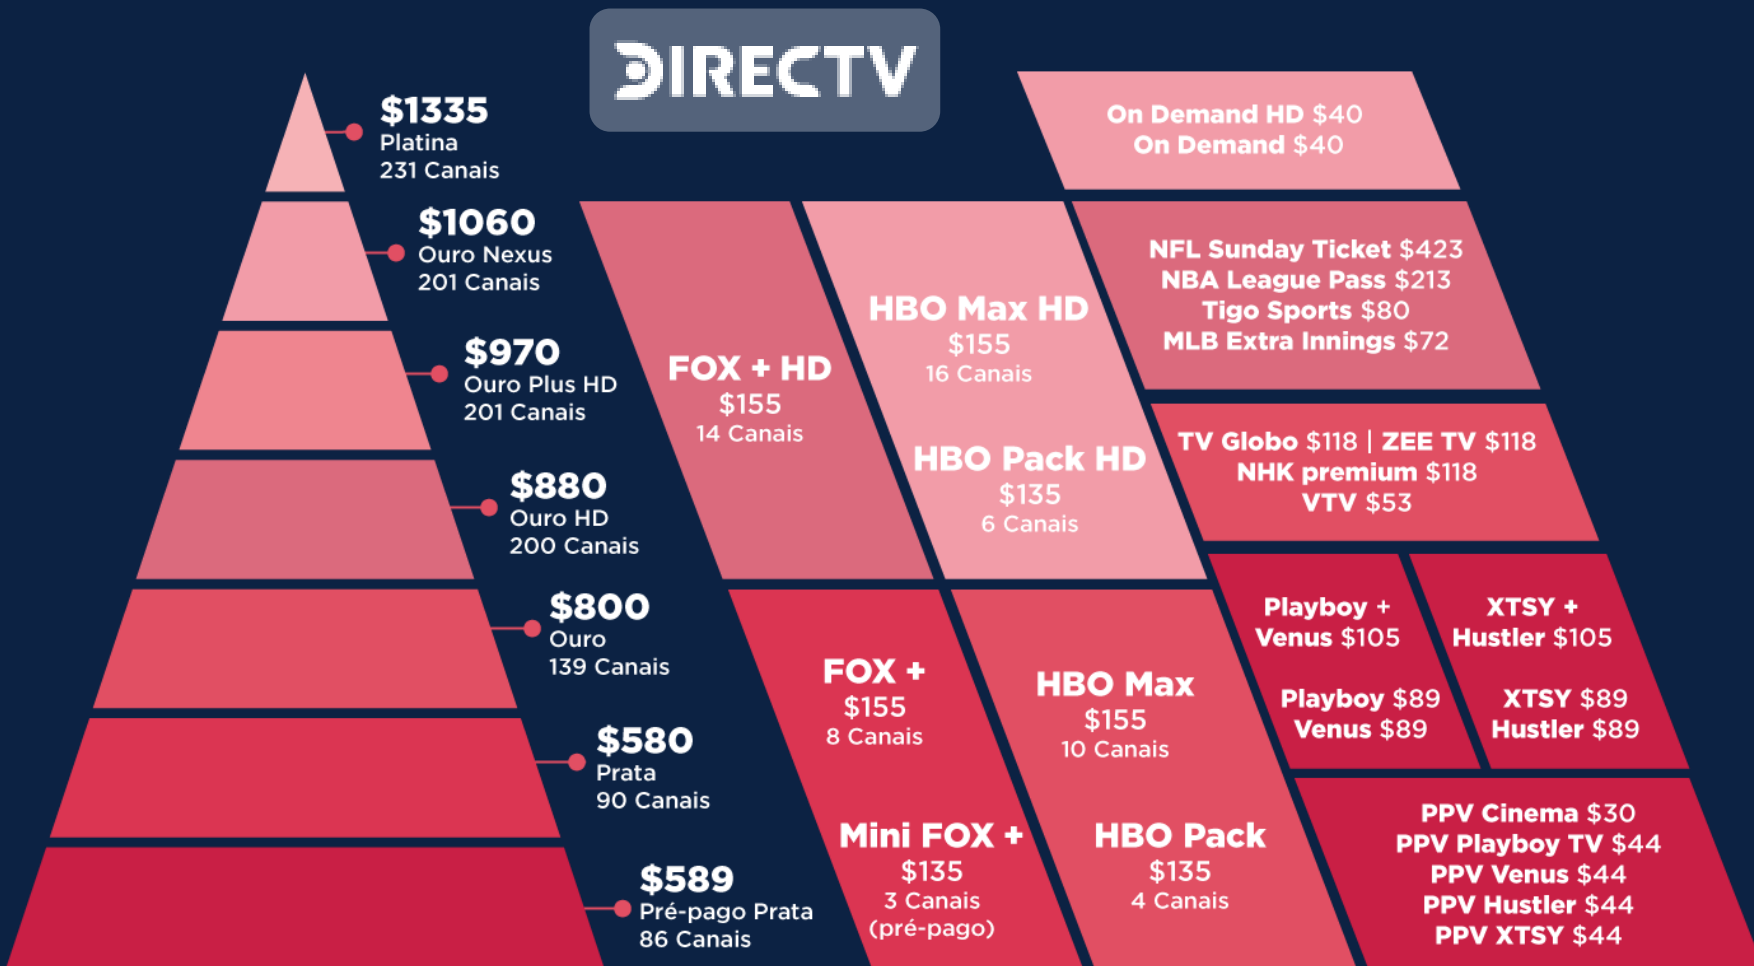 DIRECTV
$1335
Platina
231 Canais
$1060
Ouro Nexus
201 Canais
$970
Ouro Plus HD
201 Canais
$880
Ouro HD
200 Canais
$800
Ouro
139 Canais
$580
Prata
90 Canais
$589
Pré-pago Prata
86 Canais
FOX + HD
$155
14 Canais
FOX +
$155
8 Canais
Mini FOX +
$135
3 Canais
(pré-pago)
HBO Max HD
$155
16 Canais
HBO Pack HD
$135
6 Canais
HBO Max
$155
10 Canais
HBO Pack
$135
4 Canais
On Demand HD $40
On Demand $40
NFL Sunday Ticket $423
NBA League Pass $213
Tigo Sports $80
MLB Extra Innings $72
TV Globo $118 | ZEE TV $118
NHK premium $118
VTV $53
Playboy +
Venus $105
Playboy $89
Venus $89
XTSY +
Hustler $105
XTSY $89
Hustler $89
PPV Cinema $30
PPV Playboy TV $44
PPV Venus $44
PPV Hustler $44
PPV XTSY $44